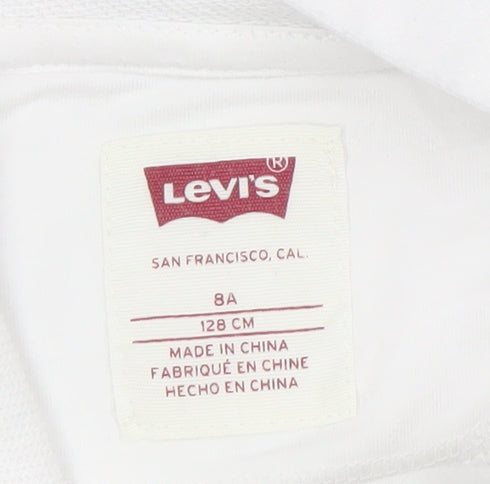 LEVI'S®
SAN FRANCISCO, CAL.
8A
128 CM
MADE IN CHINA
FABRIQUÉ EN CHINE
HECHO EN CHINA